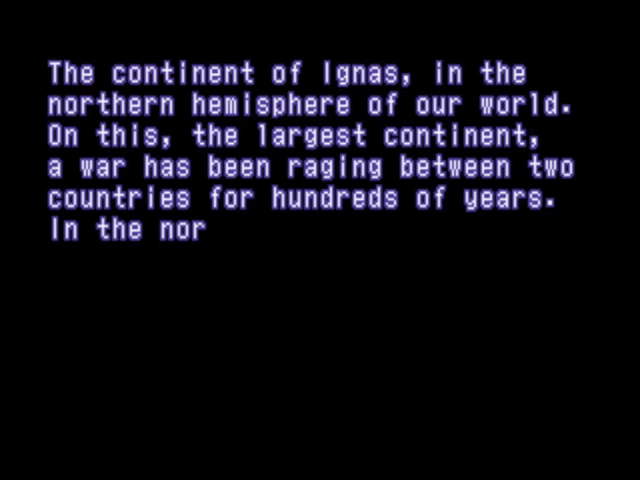 The continent of Ignas, in the
northern hemisphere of our world.
On this, the largest continent,
a war has been raging between two
countries for hundreds of years.
In the nor